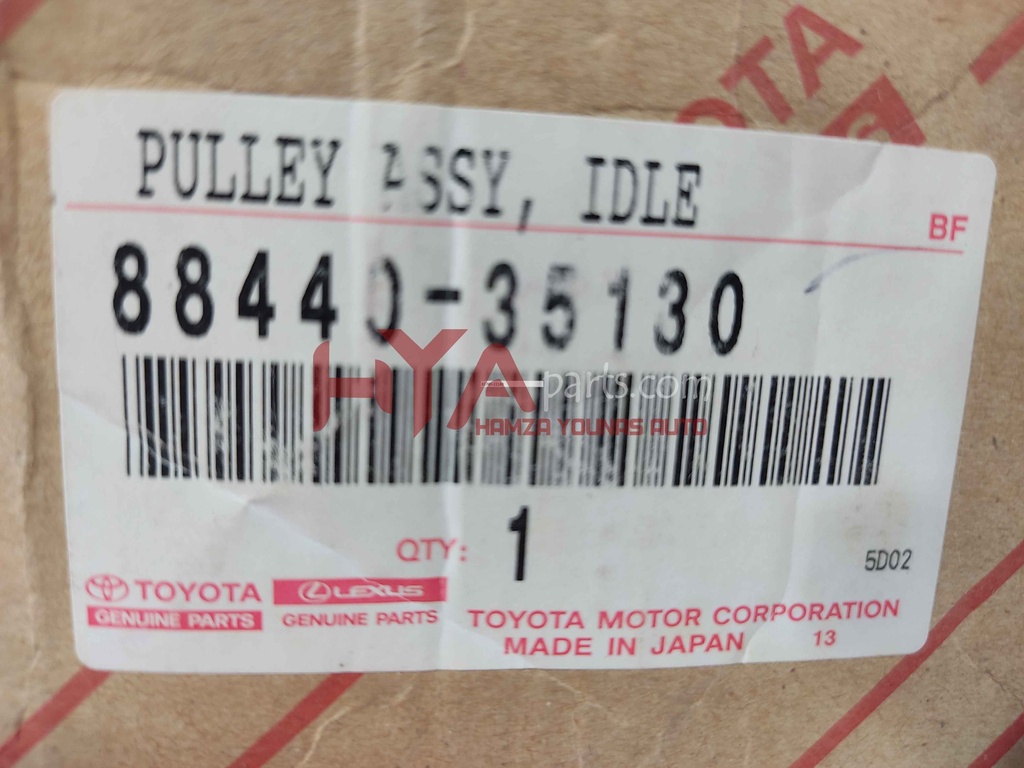 TOYOTA
PULLEY ASSY, IDLE
BF
88440-35130
HYA parts.com
HAMZA YOUNAS AUTO
QTY: 1
5D02
TOYOTA
LEXUS
GENUINE PARTS
GENUINE PARTS
TOYOTA MOTOR CORPORATION
MADE IN JAPAN 13